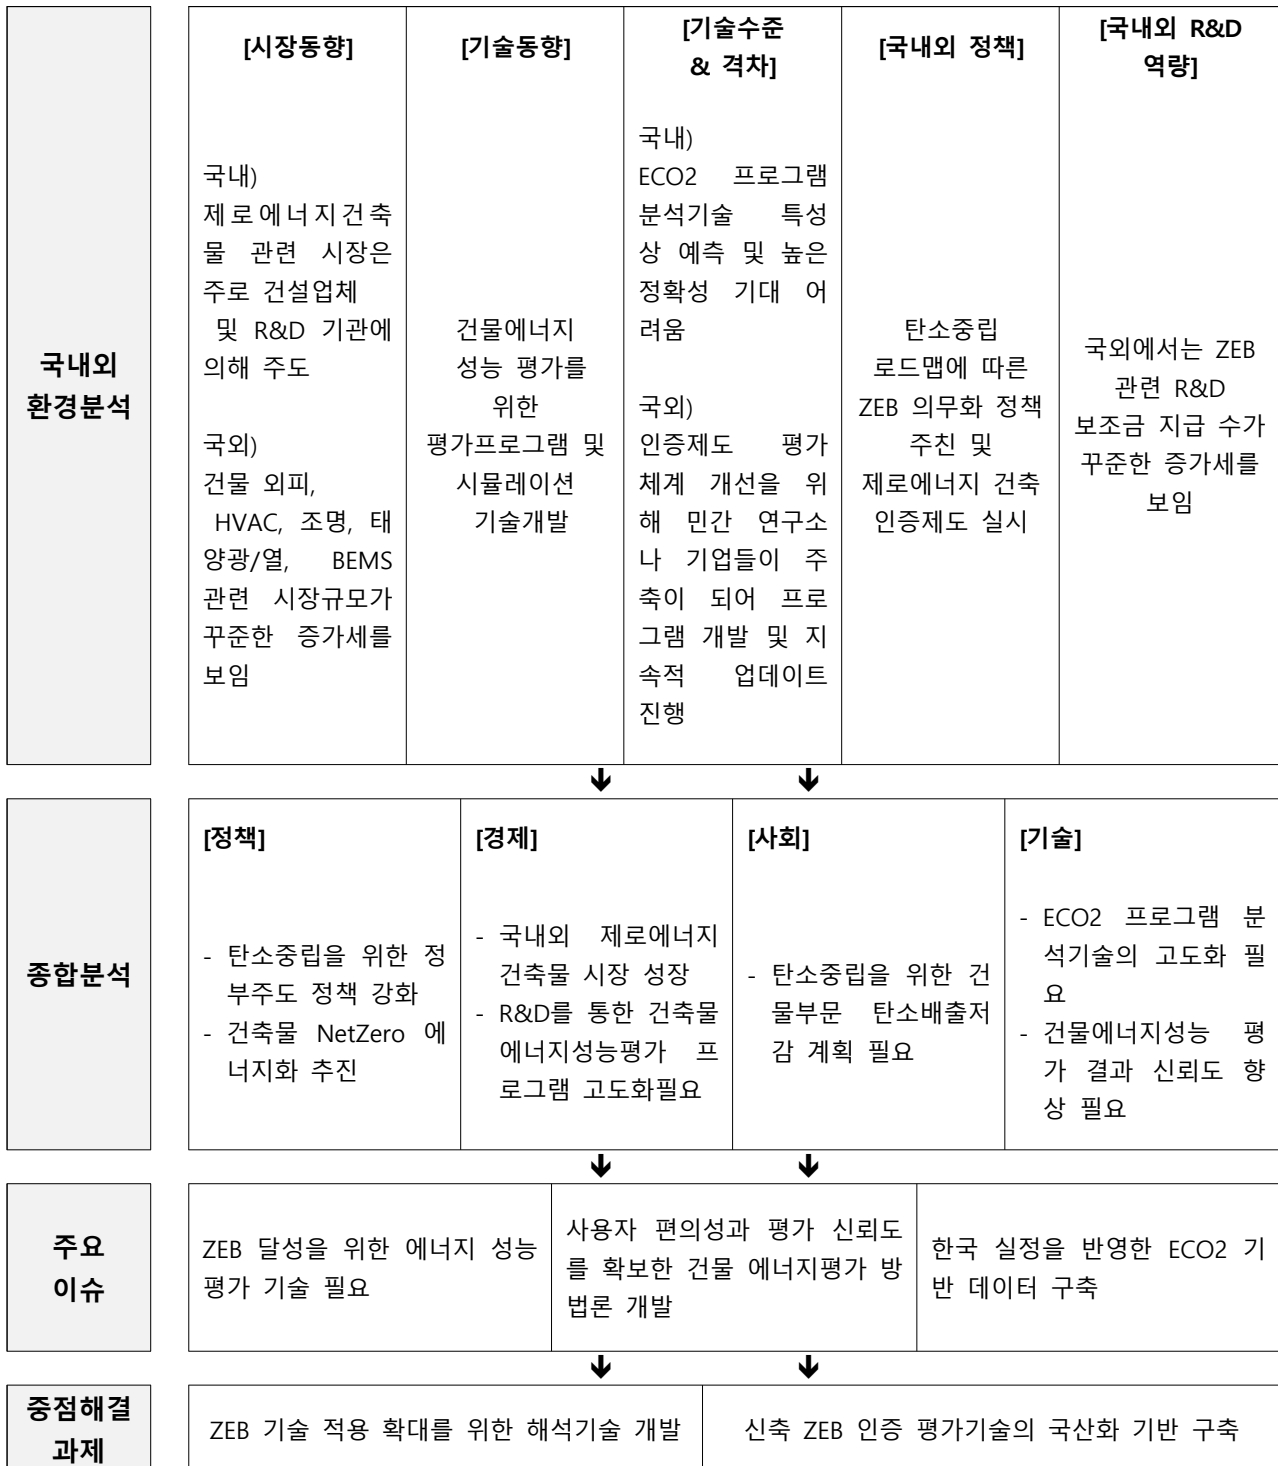 국내외
환경분석
[시장동향]
국내)
제로에너지건축
물 관련 시장은
주로 건설업체
및 R&D 기관에
의해 주도
국외)
건물 외피,
HVAC, 조명, 태
양광/열, BEMS
관련 시장규모가
꾸준한 증가세를
보임
[기술동향]
건물에너지
성능 평가를
위한
평가프로그램 및
시뮬레이션
기술개발
[기술수준
& 격차]
국내)
ECO2 프로그램
분석기술 특성
상 예측 및 높은
정확성 기대 어
려움
국외)
인증제도 평가
체계 개선을 위
해 민간 연구소
나 기업들이 주
축이 되어 프로
그램 개발 및 지
속적 업데이트
진행
[국내외 정책]
탄소중립
로드맵에 따른
ZEB 의무화 정책
주친 및
제로에너지 건축
인증제도 실시
[국내외 R&D
역량]
국외에서는 ZEB
관련 R&D
보조금 지급 수가
꾸준한 증가세를
보임
종합분석
[정책]
- 탄소중립을 위한 정
부주도 정책 강화
- 건축물 NetZero 에
너지화 추진
[경제]
- 국내외 제로에너지
건축물 시장 성장
- R&D를 통한 건축물
에너지성능평가 프
로그램 고도화필요
[사회]
- 탄소중립을 위한 건
물부문 탄소배출저
감 계획 필요
[기술]
- ECO2 프로그램 분
석기술의 고도화 필
요
- 건물에너지성능 평
가 결과 신뢰도 향
상 필요
주요
이슈
ZEB 달성을 위한 에너지 성능
평가 기술 필요
사용자 편의성과 평가 신뢰도
를 확보한 건물 에너지평가 방
법론 개발
한국 실정을 반영한 ECO2 기
반 데이터 구축
중점해결
과제
ZEB 기술 적용 확대를 위한 해석기술 개발
신축 ZEB 인증 평가기술의 국산화 기반 구축